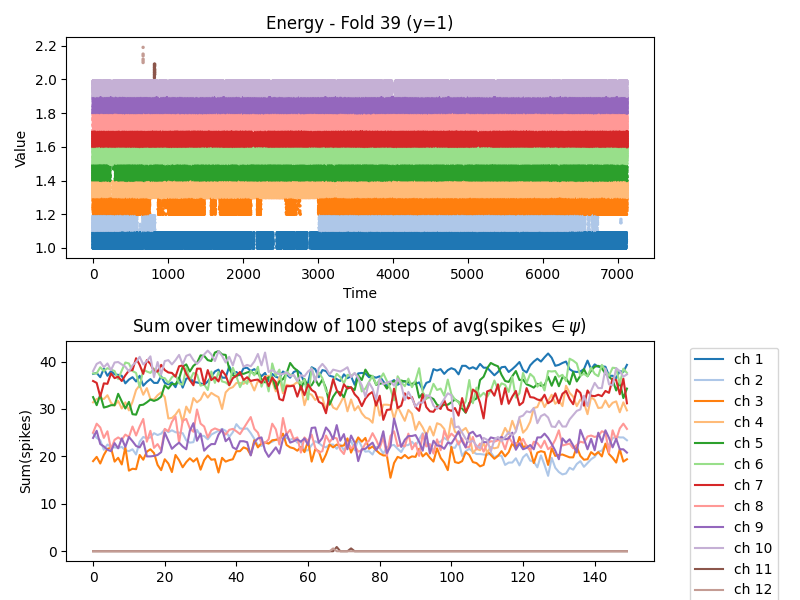 Energy - Fold 39 (y=1)
2.2
2.0
1.8
1.6
1.4
1.2
1.0
Value
0 1000 2000 3000 4000 5000 6000 7000
Time
Sum over timewindow of 100 steps of avg(spikes ∈ψ)
40
30
20
10
0
Sum(spikes)
0 20 40 60 80 100 120 140
ch 1
ch 2
ch 3
ch 4
ch 5
ch 6
ch 7
ch 8
ch 9
ch 10
ch 11
ch 12